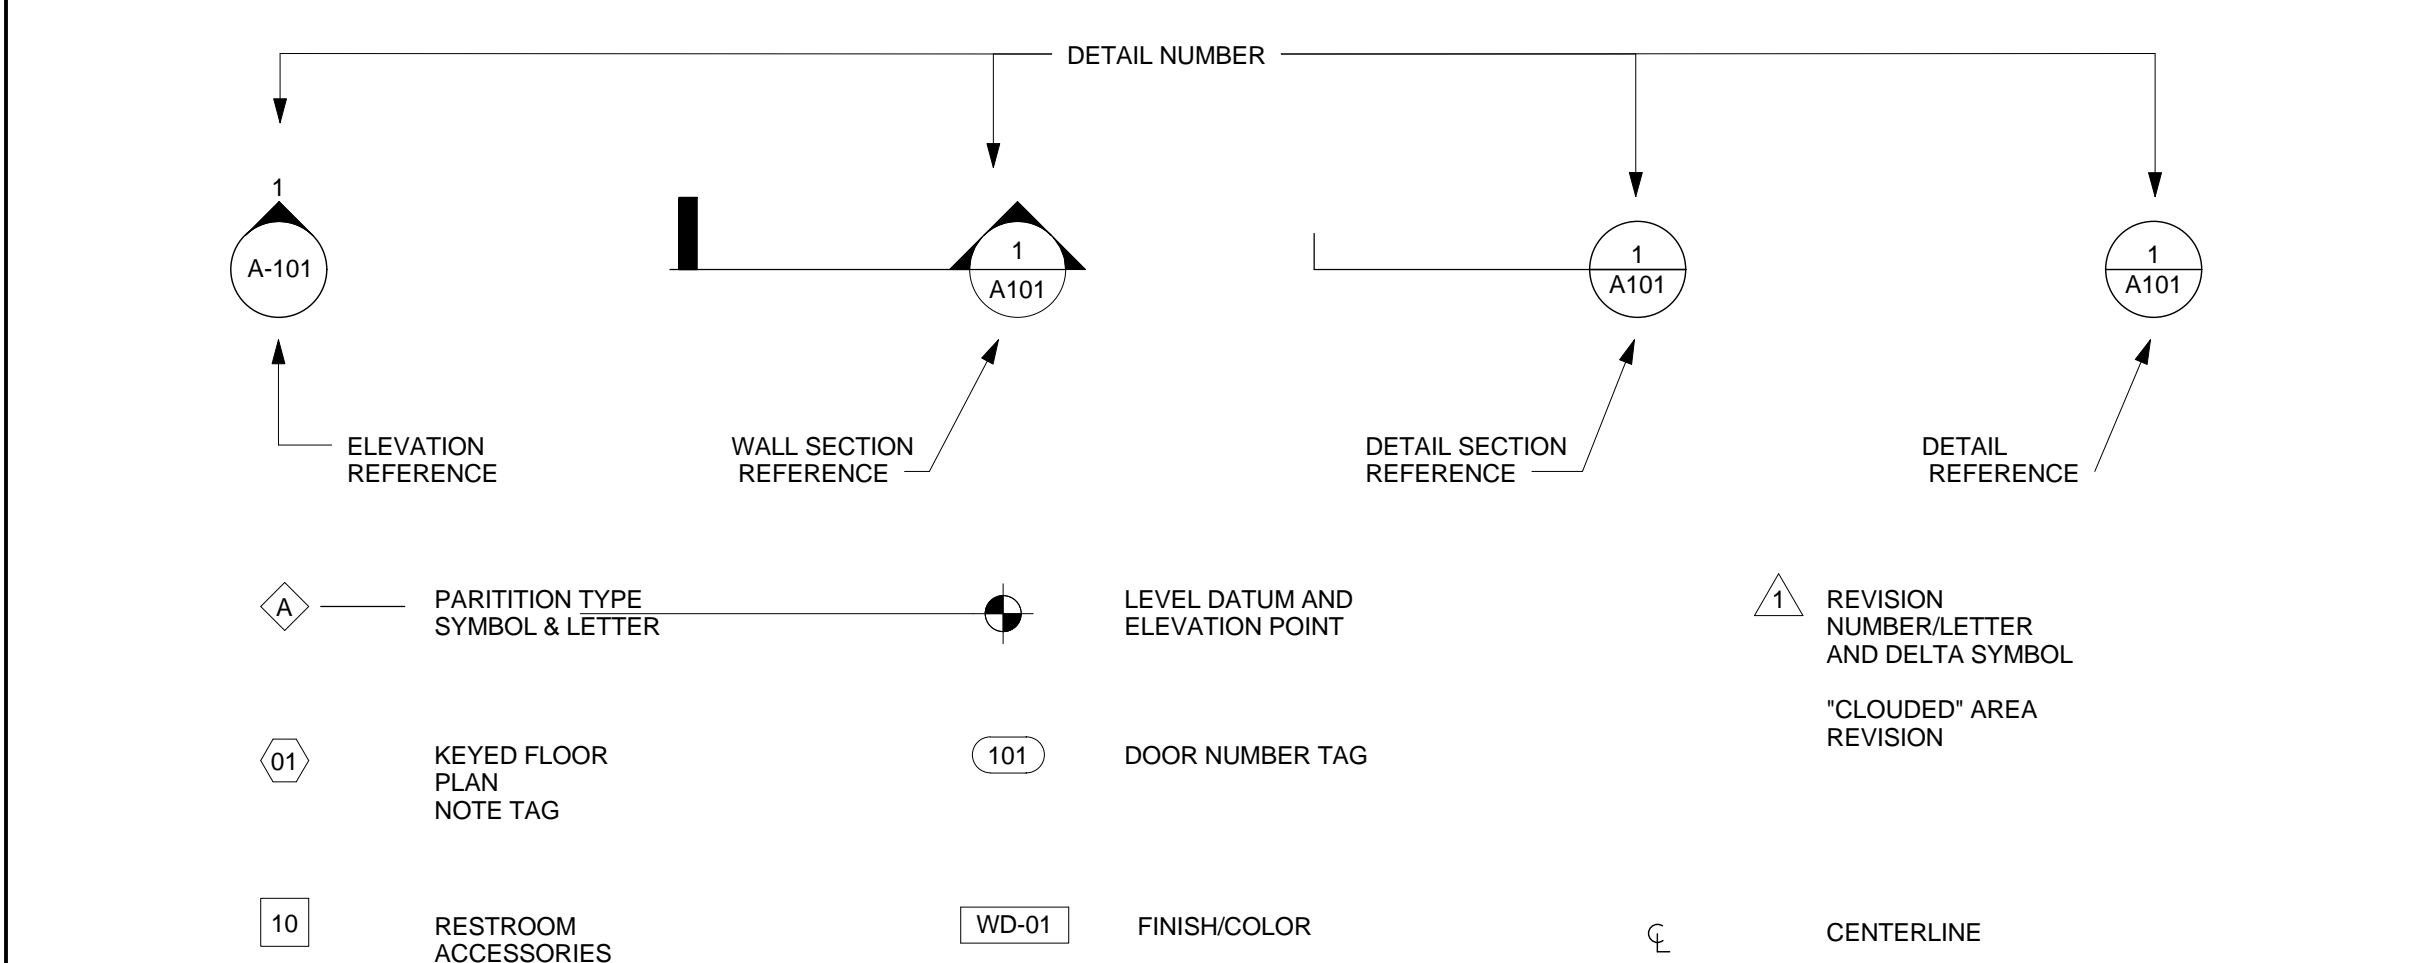 DETAIL NUMBER
1
A-101
1
A101
1
A101
1
A101
ELEVATION
REFERENCE
WALL SECTION
REFERENCE
DETAIL SECTION
REFERENCE
DETAIL
REFERENCE
A
PARITITION TYPE
SYMBOL & LETTER
LEVEL DATUM AND
ELEVATION POINT
1
REVISION
NUMBER/LETTER
AND DELTA SYMBOL
"CLOUDED" AREA
REVISION
01
KEYED FLOOR
PLAN
NOTE TAG
101
DOOR NUMBER TAG
10
RESTROOM
ACCESSORIES
WD-01
FINISH/COLOR
℄
CENTERLINE